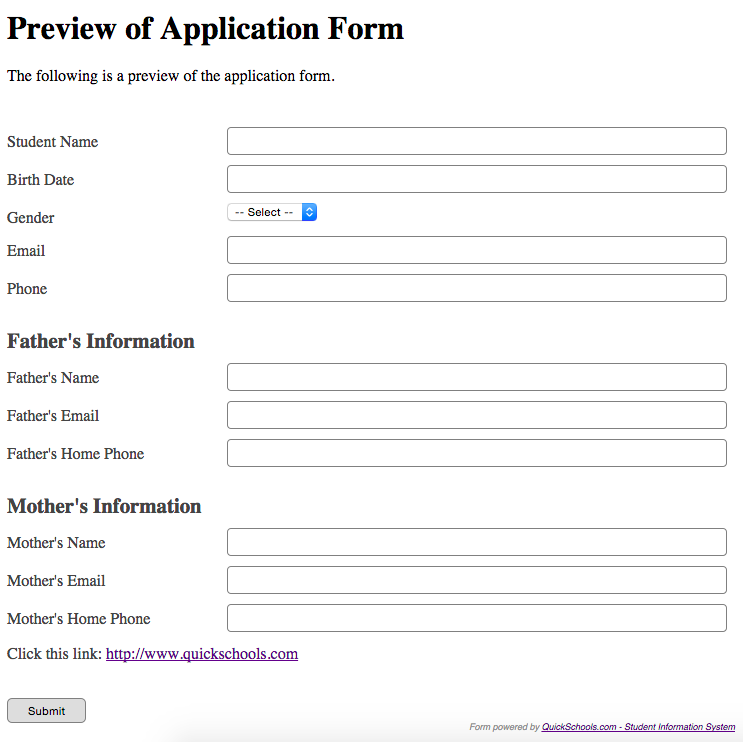 Preview of Application Form
The following is a preview of the application form.
Student Name
Birth Date
Gender -- Select --
Email
Phone
Father's Information
Father's Name
Father's Email
Father's Home Phone
Mother's Information
Mother's Name
Mother's Email
Mother's Home Phone
Click this link: http://www.quickschools.com
Submit
Form powered by QuickSchools.com - Student Information System